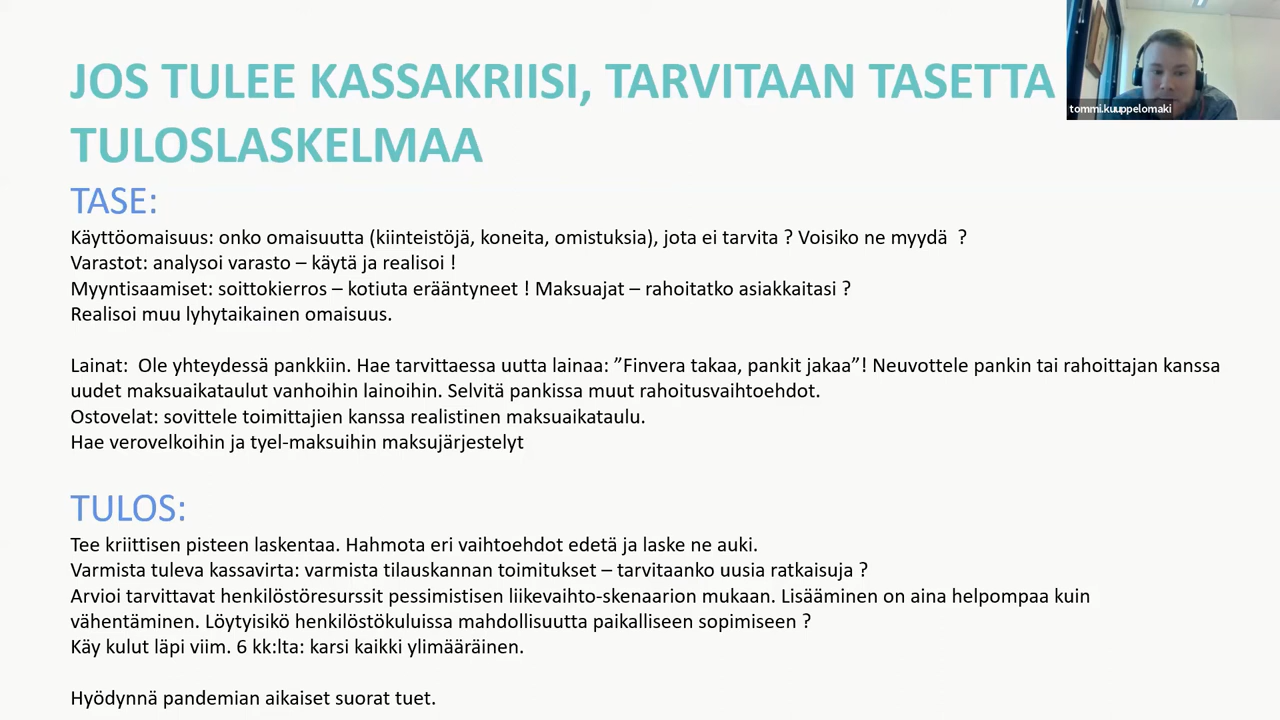 JOS TULEE KASSAKRIISI, TARVITAAN TASETTA
TULOSLASKELMAA
tommi.kuuppelomaki
TASE:
Käyttöomaisuus: onko omaisuutta (kiinteistöjä, koneita, omistuksia), jota ei tarvita ? Voisiko ne myydä  ?
Varastot: analysoi varasto – käytä ja realisoi !
Myyntisaamiset: soittokierros – kotiuta erääntyneet ! Maksuajat – rahoitatko asiakkaitasi ?
Realisoi muu lyhytaikainen omaisuus.
Lainat:  Ole yhteydessä pankkiin. Hae tarvittaessa uutta lainaa: ”Finvera takaa, pankit jakaa”! Neuvottele pankin tai rahoittajan kanssa
uudet maksuaikataulut vanhoihin lainoihin. Selvitä pankissa muut rahoitusvaihtoehdot.
Ostovelat: sovittele toimittajien kanssa realistinen maksuaikataulu.
Hae verovelkoihin ja tyel-maksuihin maksujärjestelyt
TULOS:
Tee kriittisen pisteen laskentaa. Hahmota eri vaihtoehdot edetä ja laske ne auki.
Varmista tuleva kassavirta: varmista tilauskannan toimitukset – tarvitaanko uusia ratkaisuja ?
Arvioi tarvittavat henkilöstöresurssit pessimistisen liikevaihto-skenaarion mukaan. Lisääminen on aina helpompaa kuin
vähentäminen. Löytyisikö henkilöstökuluissa mahdollisuutta paikalliseen sopimiseen ?
Käy kulut läpi viim. 6 kk:lta: karsi kaikki ylimääräinen.
Hyödynnä pandemian aikaiset suorat tuet.